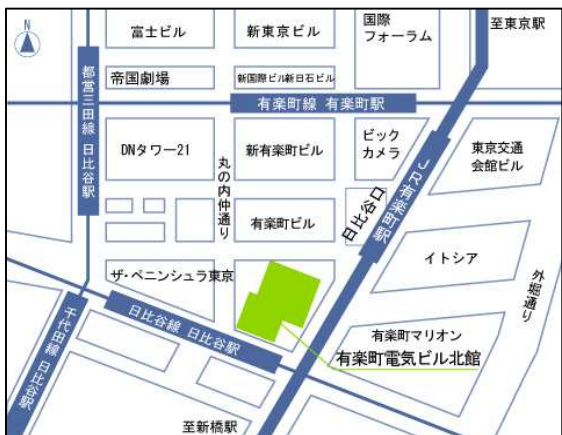 N
富士ビル
新東京ビル
国際
フォーラム
至東京駅
帝国劇場
新国際ビル新日石ビル
都営三田線 日比谷駅
有楽町線 有楽町駅
DNタワー21
丸の内仲通り
新有楽町ビル
ビック
カメラ
JR有楽町駅
東京交通
会館ビル
有楽町ビル
日比谷口
ザ・ペニンシュラ東京
イトシア
外堀通り
千代田線 日比谷駅
日比谷線 日比谷駅
有楽町マリオン
有楽町電気ビル北館
至新橋駅